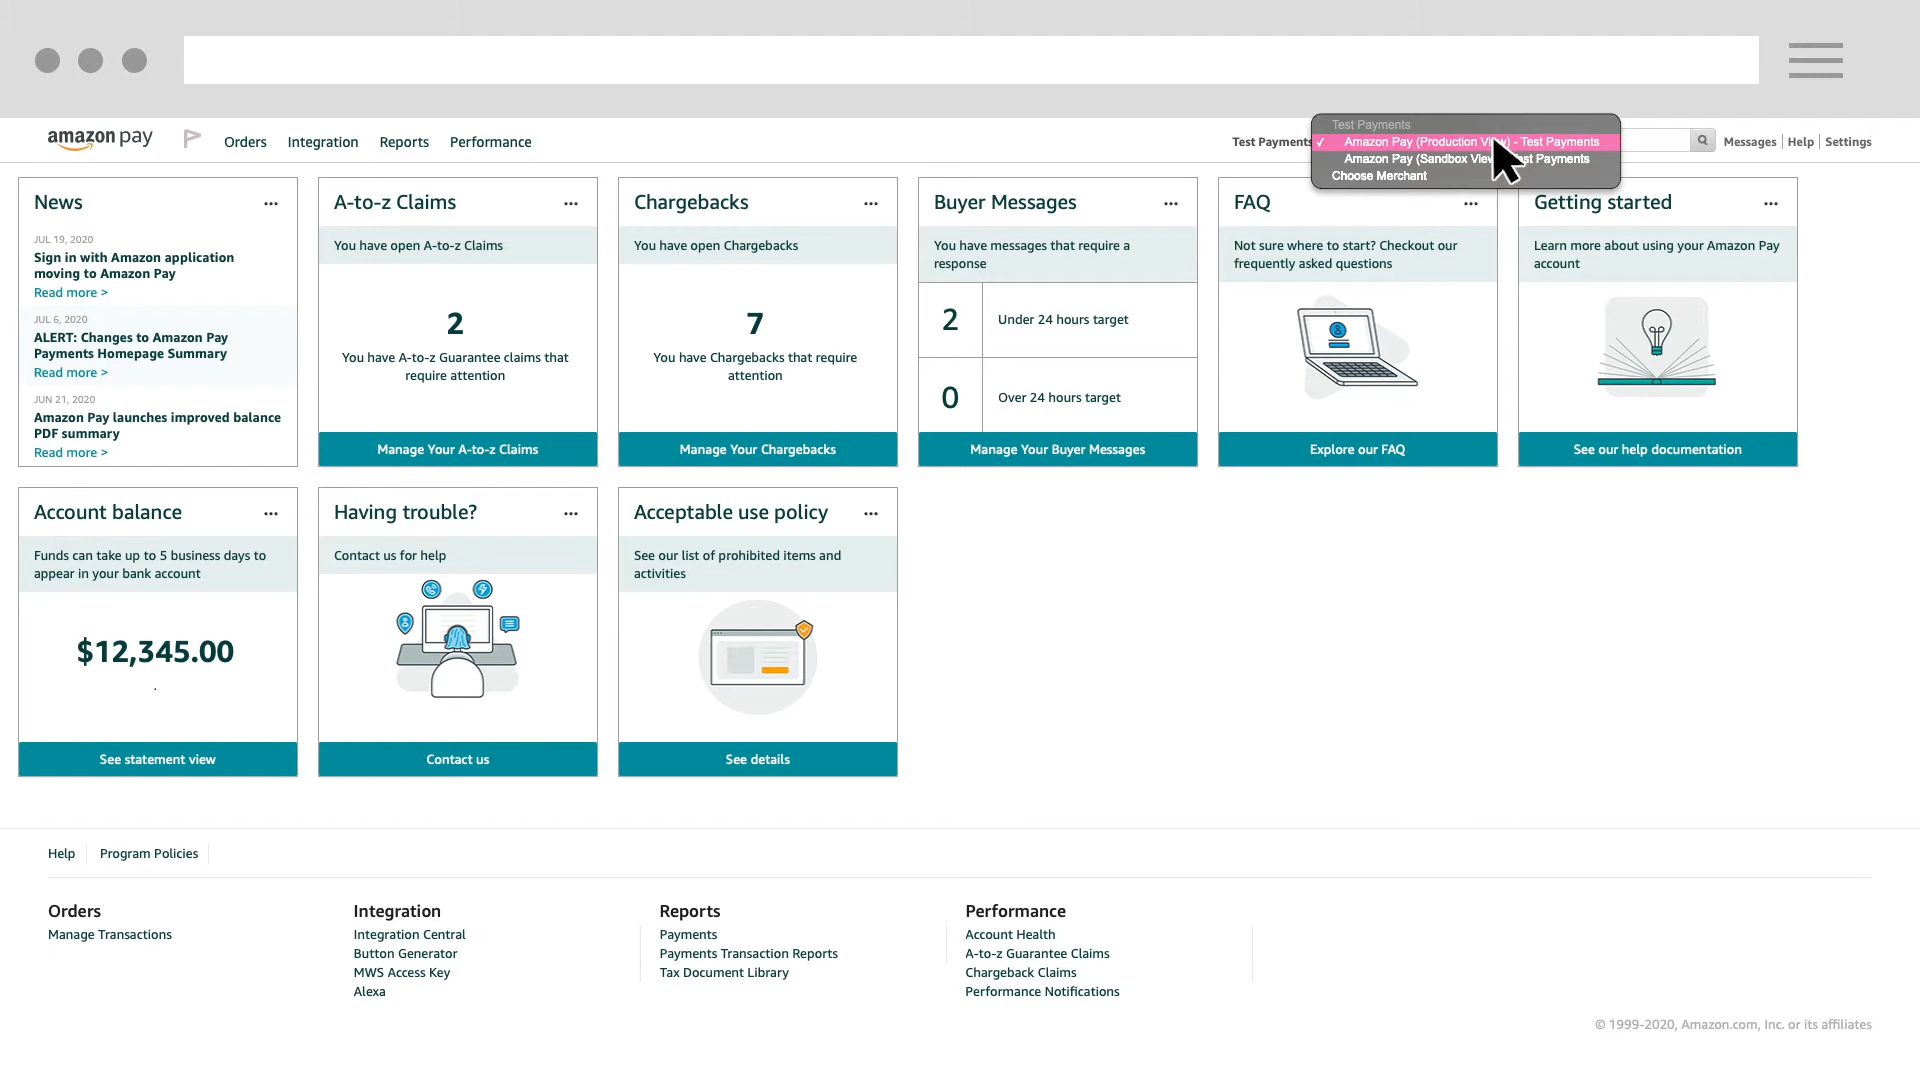 amazon pay
Orders
Integration
Reports
Performance
Test Payments
Test Payments
✓ Amazon Pay (Production View) - Test Payments
Amazon Pay (Sandbox View) - Test Payments
Choose Merchant
Messages
Help
Settings
News
JUL 19, 2020
Sign in with Amazon application
moving to Amazon Pay
Read more >
JUL 6, 2020
ALERT: Changes to Amazon Pay
Payments Homepage Summary
Read more >
JUN 21, 2020
Amazon Pay launches improved balance
PDF summary
Read more >
A-to-z Claims
You have open A-to-z Claims
2
You have A-to-z Guarantee claims that
require attention
Manage Your A-to-z Claims
Chargebacks
You have open Chargebacks
7
You have Chargebacks that require
attention
Manage Your Chargebacks
Buyer Messages
You have messages that require a
response
2
Under 24 hours target
0
Over 24 hours target
Manage Your Buyer Messages
FAQ
Not sure where to start? Checkout our
frequently asked questions
Explore our FAQ
Getting started
Learn more about using your Amazon Pay
account
See our help documentation
Account balance
Funds can take up to 5 business days to
appear in your bank account
$12,345.00
.
See statement view
Having trouble?
Contact us for help
Contact us
Acceptable use policy
See our list of prohibited items and
activities
See details
Help
Program Policies
Orders
Manage Transactions
Integration
Integration Central
Button Generator
MWS Access Key
Alexa
Reports
Payments
Payments Transaction Reports
Tax Document Library
Performance
Account Health
A-to-z Guarantee Claims
Chargeback Claims
Performance Notifications
© 1999-2020, Amazon.com, Inc. or its affiliates